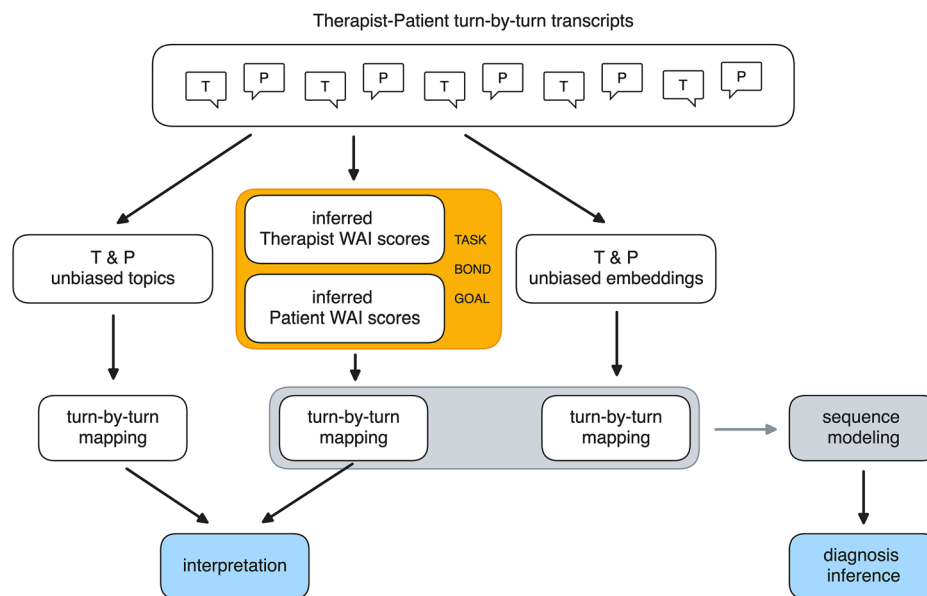 Therapist-Patient turn-by-turn transcripts
T P T P T P T P T P
inferred
Therapist WAI scores
TASK
BOND
GOAL
inferred
Patient WAI scores
T & P
unbiased topics
T & P
unbiased embeddings
turn-by-turn
mapping
turn-by-turn
mapping
turn-by-turn
mapping
sequence
modeling
interpretation
diagnosis
inference